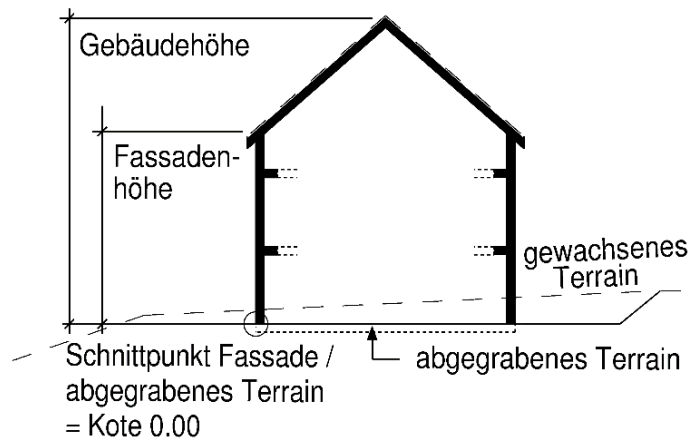 Gebäudehöhe
Fassaden-
höhe
gewachsenes
Terrain
Schnittpunkt Fassade /
abgegrabenes Terrain
= Kote 0.00
abgegrabenes Terrain